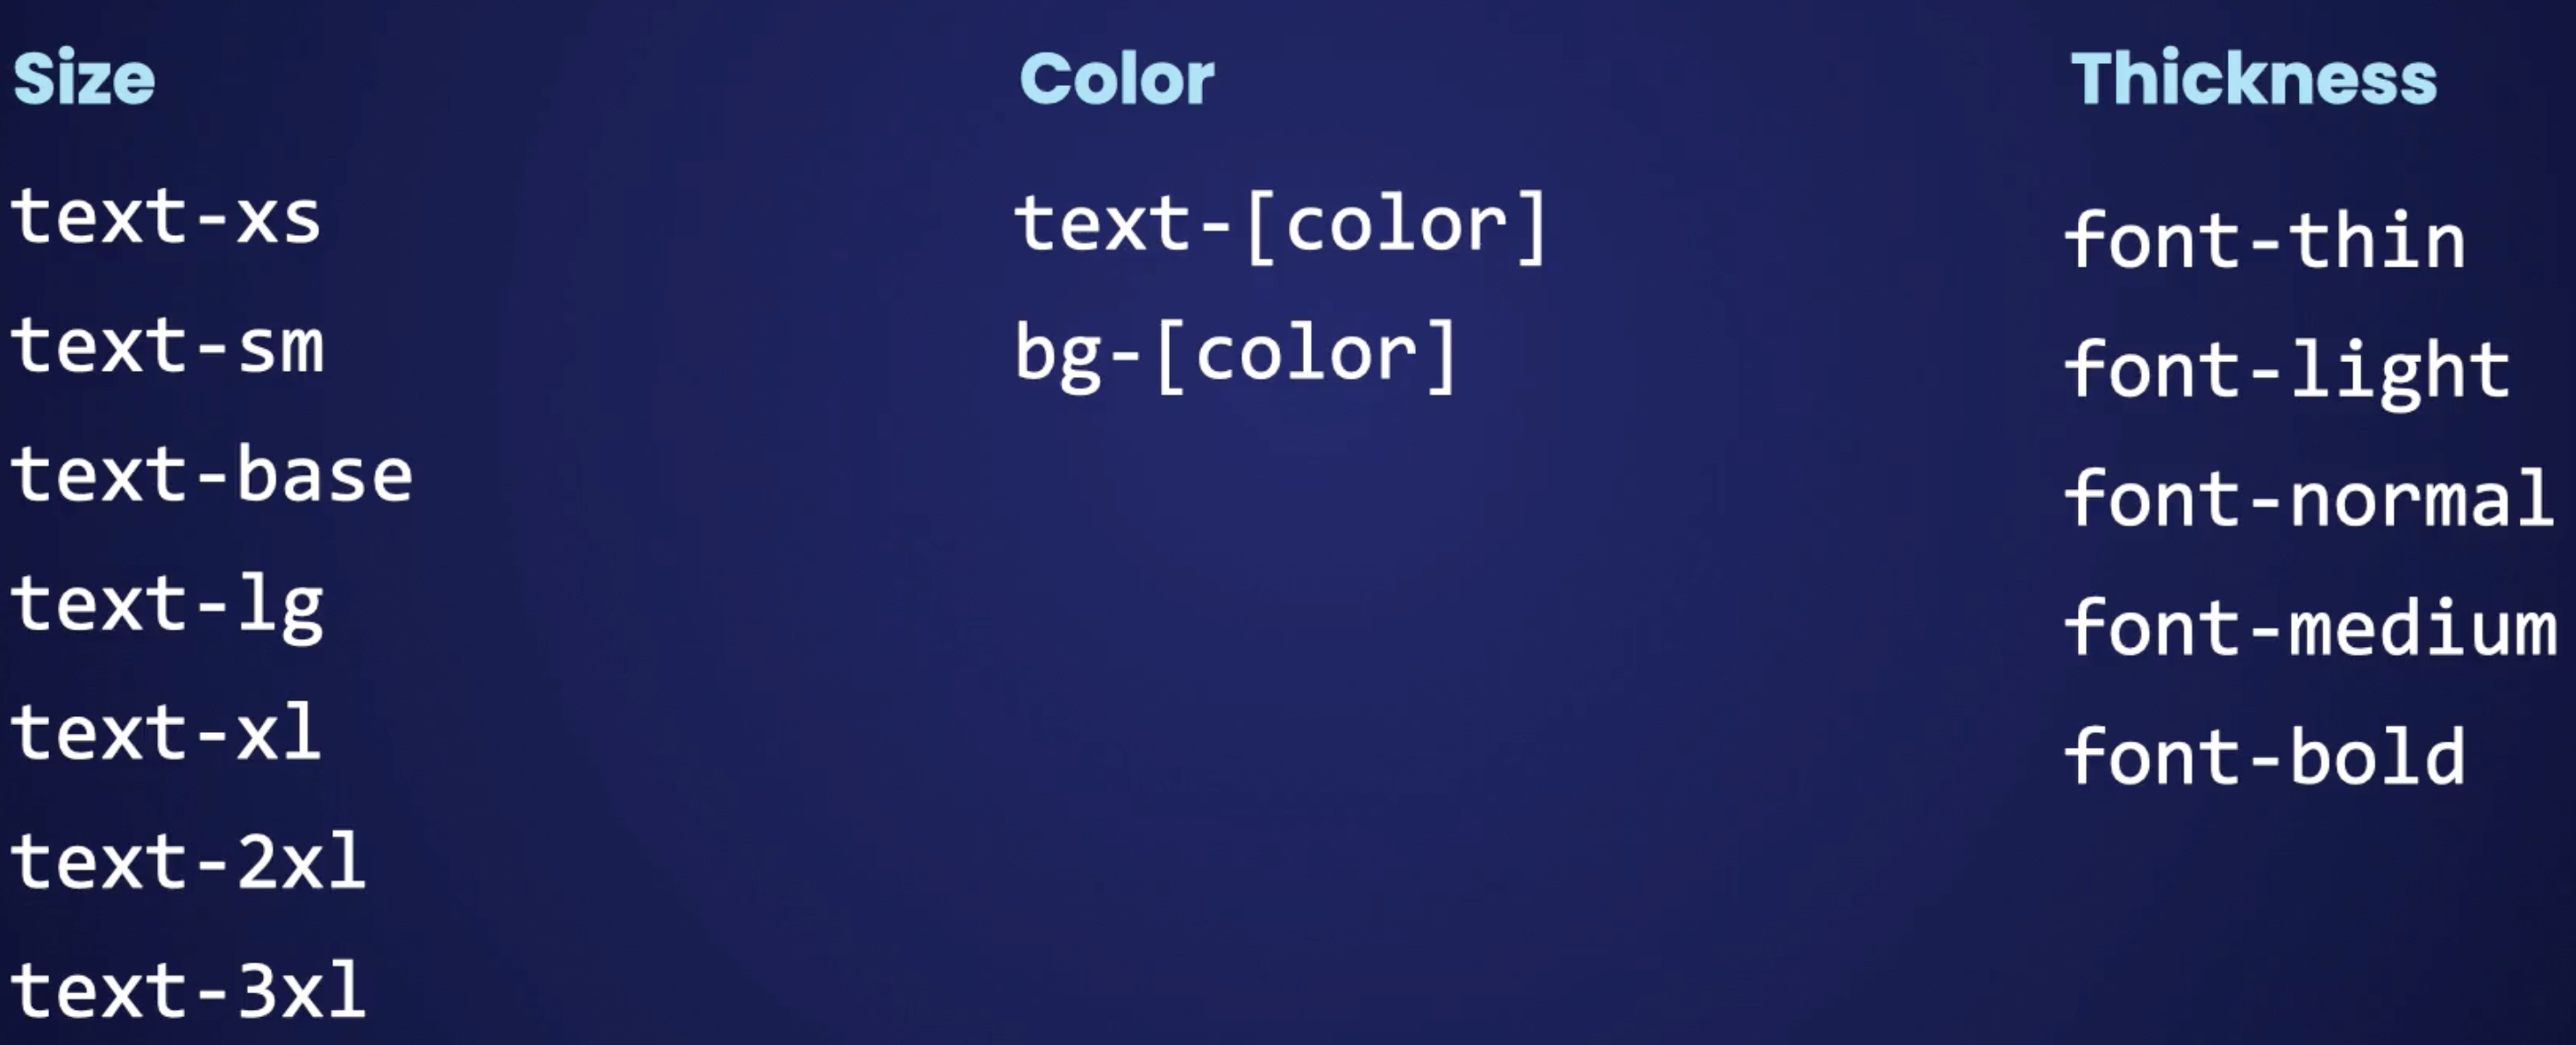 Size
text-xs
text-sm
text-base
text-lg
text-xl
text-2xl
text-3xl
Color
text-[color]
bg-[color]
Thickness
font-thin
font-light
font-normal
font-medium
font-bold